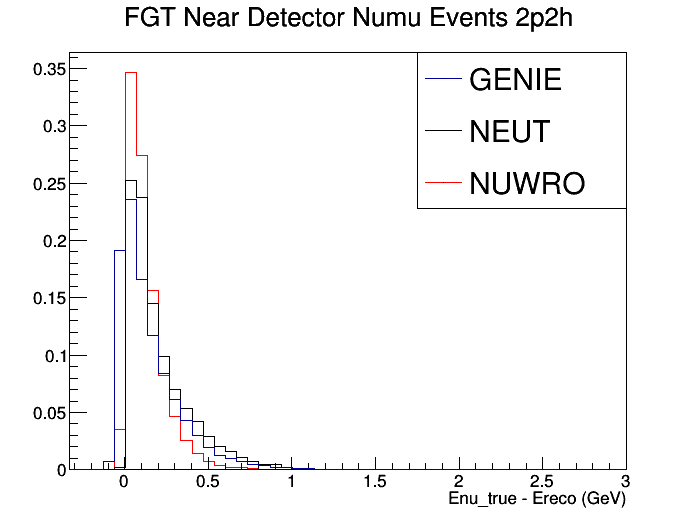 FGT Near Detector Numu Events 2p2h
GENIE
NEUT
NUWRO
0.35
0.3
0.25
0.2
0.15
0.1
0.05
0
0 0.5 1 1.5 2 2.5 3
Enu_true - Ereco (GeV)